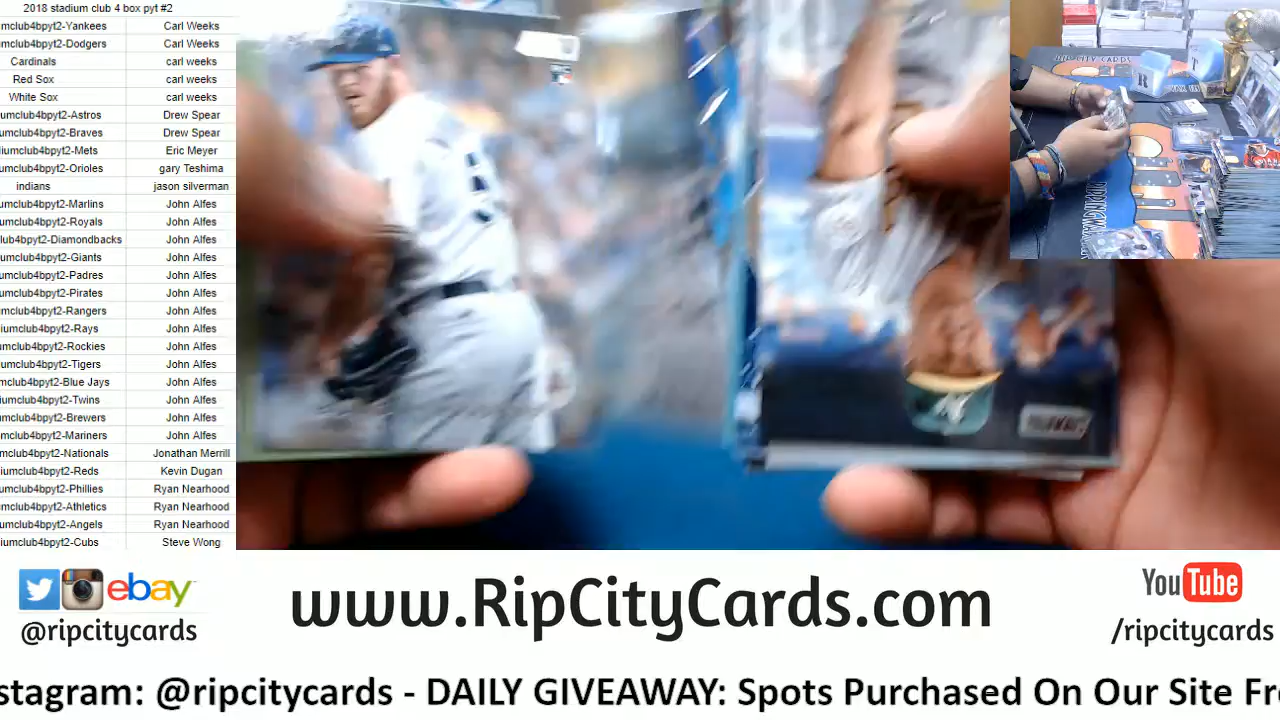 2018 stadium club 4 box pyt #2
mclub4bpyt2-Yankees Carl Weeks
umclub4bpyt2-Dodgers Carl Weeks
Cardinals carl weeks
Red Sox carl weeks
White Sox carl weeks
umclub4bpyt2-Astros Drew Spear
umclub4bpyt2-Braves Drew Spear
iumclub4bpyt2-Mets Eric Meyer
umclub4bpyt2-Orioles gary Teshima
indians jason silverman
umclub4bpyt2-Marlins John Alfes
umclub4bpyt2-Royals John Alfes
lub4bpyt2-Diamondbacks John Alfes
umclub4bpyt2-Giants John Alfes
umclub4bpyt2-Padres John Alfes
umclub4bpyt2-Pirates John Alfes
umclub4bpyt2-Rangers John Alfes
iumclub4bpyt2-Rays John Alfes
umclub4bpyt2-Rockies John Alfes
umclub4bpyt2-Tigers John Alfes
mclub4bpyt2-Blue Jays John Alfes
umclub4bpyt2-Twins John Alfes
umclub4bpyt2-Brewers John Alfes
umclub4bpyt2-Mariners John Alfes
mclub4bpyt2-Nationals Jonathan Merrill
iumclub4bpyt2-Reds Kevin Dugan
umclub4bpyt2-Phillies Ryan Nearhood
umclub4bpyt2-Athletics Ryan Nearhood
umclub4bpyt2-Angels Ryan Nearhood
iumclub4bpyt2-Cubs Steve Wong
RIP CITY CARDS
R T
ebay
@ripcitycards
www.RipCityCards.com
YouTube
/ripcitycards
stagram: @ripcitycards - DAILY GIVEAWAY: Spots Purchased On Our Site Fr